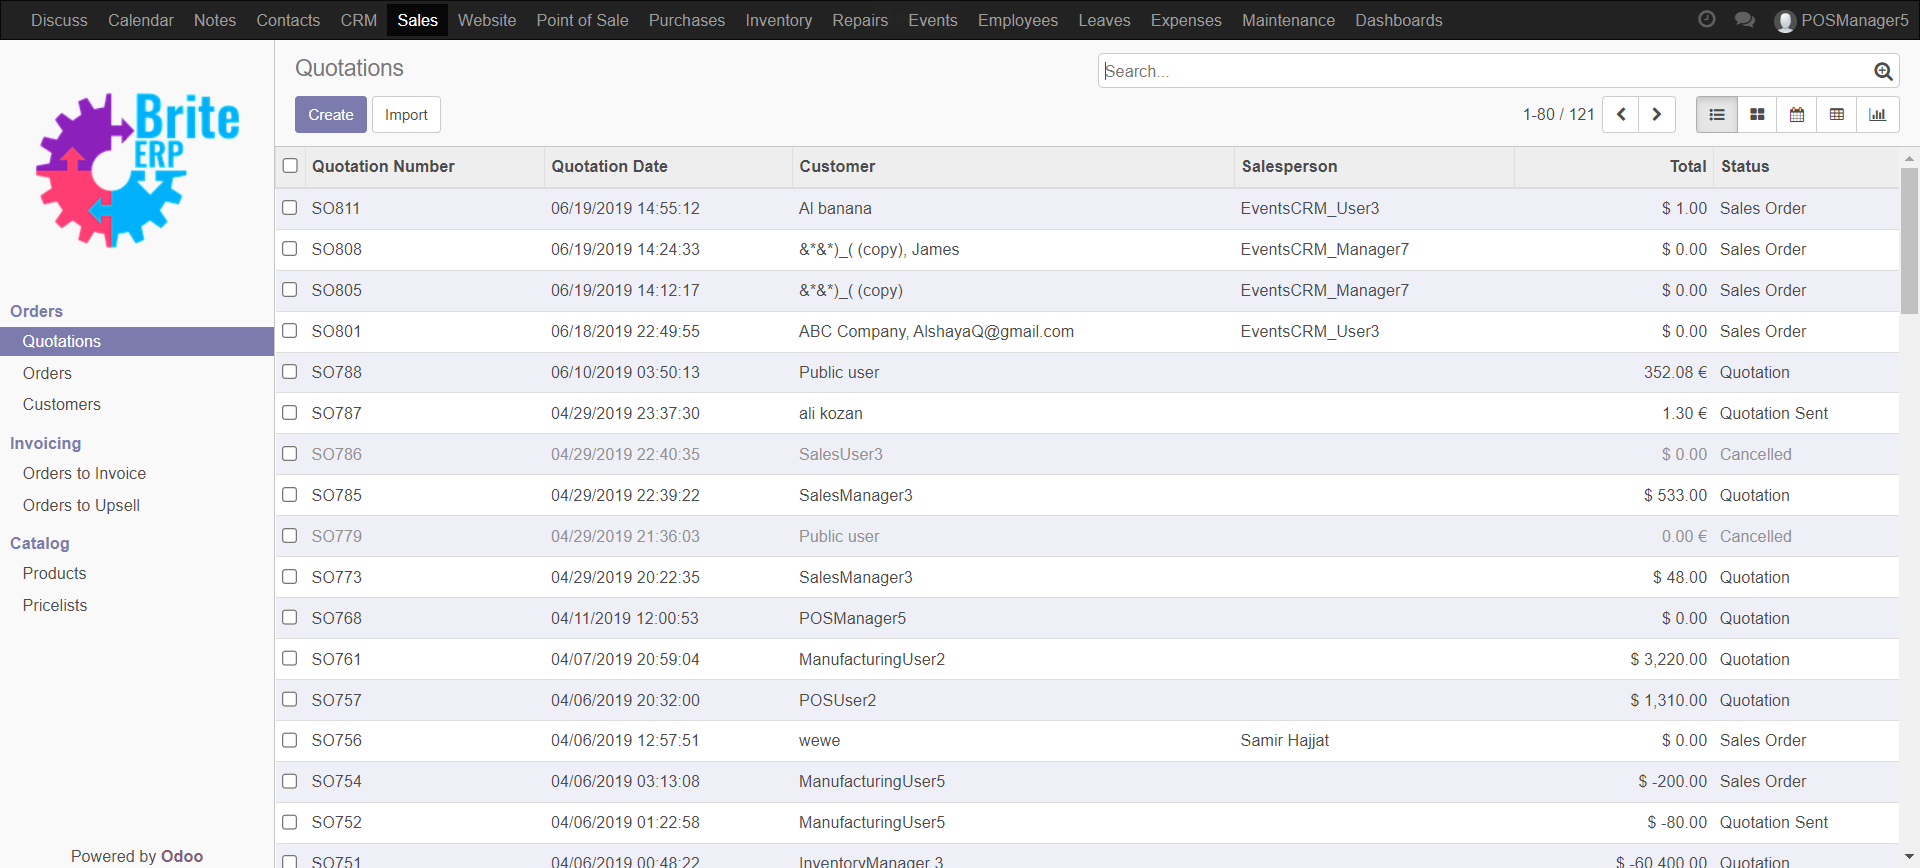 Discuss Calendar Notes Contacts CRM Sales Website Point of Sale Purchases Inventory Repairs Events Employees Leaves Expenses Maintenance Dashboards POSManager5
Brite
ERP
Orders
Quotations
Orders
Customers
Invoicing
Orders to Invoice
Orders to Upsell
Catalog
Products
Pricelists
Powered by Odoo
Quotations
Search...
Create Import
1-80 / 121
Quotation Number Quotation Date Customer Salesperson Total Status
SO811 06/19/2019 14:55:12 Al banana EventsCRM_User3 $ 1.00 Sales Order
SO808 06/19/2019 14:24:33 &*&*)_( (copy), James EventsCRM_Manager7 $ 0.00 Sales Order
SO805 06/19/2019 14:12:17 &*&*)_( (copy) EventsCRM_Manager7 $ 0.00 Sales Order
SO801 06/18/2019 22:49:55 ABC Company, AlshayaQ@gmail.com EventsCRM_User3 $ 0.00 Sales Order
SO788 06/10/2019 03:50:13 Public user 352.08 € Quotation
SO787 04/29/2019 23:37:30 ali kozan 1.30 € Quotation Sent
SO786 04/29/2019 22:40:35 SalesUser3 $ 0.00 Cancelled
SO785 04/29/2019 22:39:22 SalesManager3 $ 533.00 Quotation
SO779 04/29/2019 21:36:03 Public user 0.00 € Cancelled
SO773 04/29/2019 20:22:35 SalesManager3 $ 48.00 Quotation
SO768 04/11/2019 12:00:53 POSManager5 $ 0.00 Quotation
SO761 04/07/2019 20:59:04 ManufacturingUser2 $ 3,220.00 Quotation
SO757 04/06/2019 20:32:00 POSUser2 $ 1,310.00 Quotation
SO756 04/06/2019 12:57:51 wewe Samir Hajjat $ 0.00 Sales Order
SO754 04/06/2019 03:13:08 ManufacturingUser5 $ -200.00 Sales Order
SO752 04/06/2019 01:22:58 ManufacturingUser5 $ -80.00 Quotation Sent
SO751 04/06/2019 00:48:22 InventoryManager 3 $ -60,400.00 Quotation